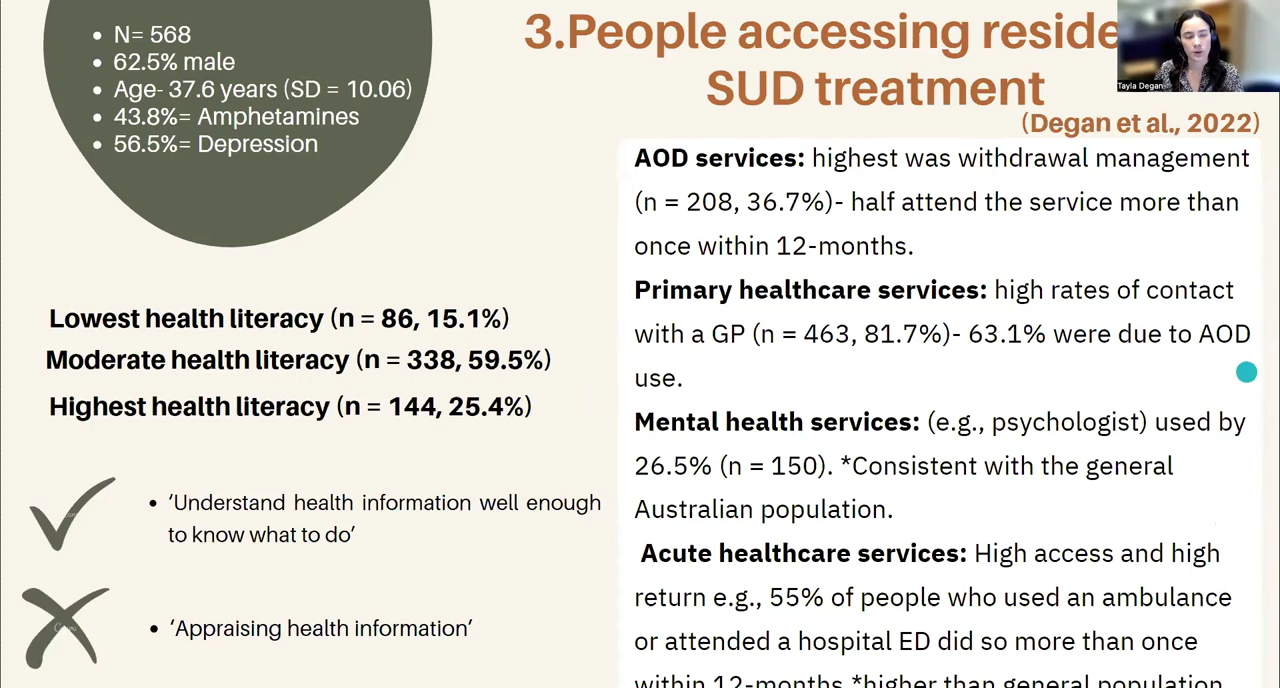 • N= 568
• 62.5% male
• Age- 37.6 years (SD = 10.06)
• 43.8%= Amphetamines
• 56.5%= Depression
Lowest health literacy (n = 86, 15.1%)
Moderate health literacy (n = 338, 59.5%)
Highest health literacy (n = 144, 25.4%)
• ‘Understand health information well enough
to know what to do’
• ‘Appraising health information’
3.People accessing reside
SUD treatment
(Degan et al., 2022)
Tayla Degan
AOD services: highest was withdrawal management
(n = 208, 36.7%)- half attend the service more than
once within 12-months.
Primary healthcare services: high rates of contact
with a GP (n = 463, 81.7%)- 63.1% were due to AOD
use.
Mental health services: (e.g., psychologist) used by
26.5% (n = 150). *Consistent with the general
Australian population.
Acute healthcare services: High access and high
return e.g., 55% of people who used an ambulance
or attended a hospital ED did so more than once
within 12-months *higher than general population